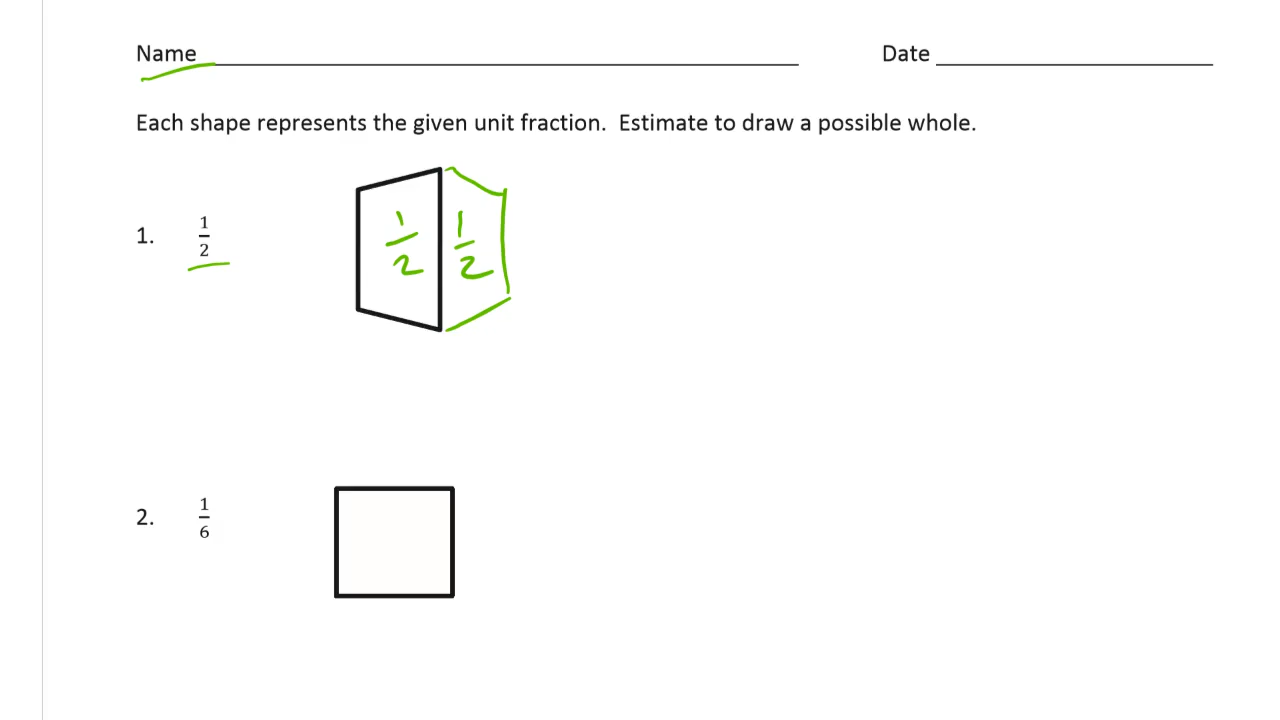 Name Date
Each shape represents the given unit fraction. Estimate to draw a possible whole.
1. 1/2 1/2 1/2
2. 1/6